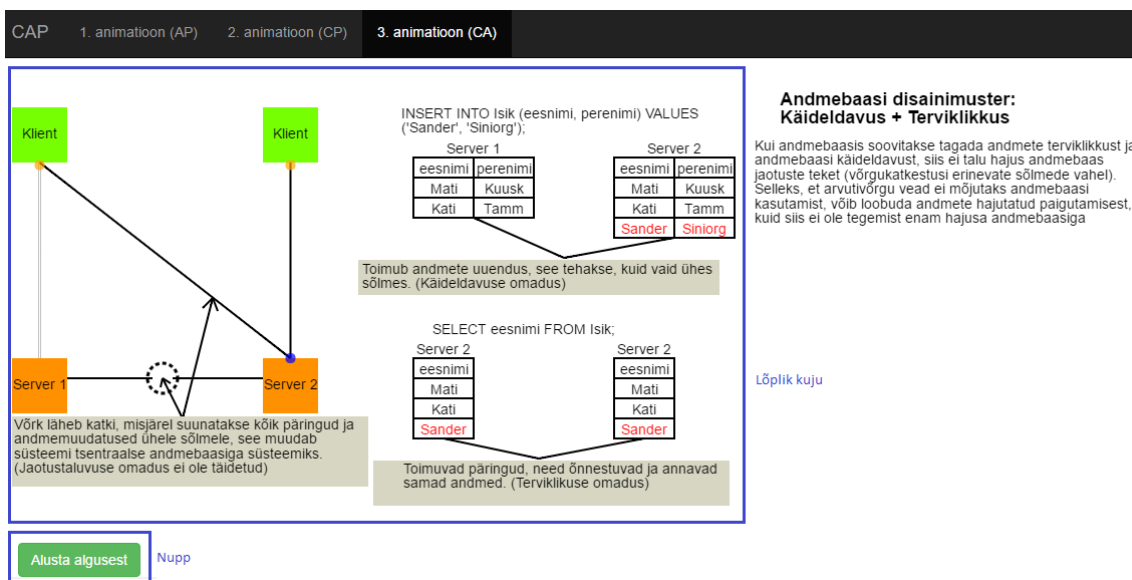 CAP 1. animatioon (AP) 2. animatioon (CP) 3. animatioon (CA)
Klient
Klient
Server 1
Server 2
Võrk läheb katki, misjärel suunatakse kõik päringud ja
andmemuudatused ühele sõlmele, see muudab
süsteemi tsentraalse andmebaasiga süsteemiks.
(Jaotustaluvuse omadus ei ole täidetud)
INSERT INTO Isik (eesnimi, perenimi) VALUES
('Sander', 'Siniorg');
Server 1
eesnimi perenimi
Mati Kuusk
Kati Tamm
Server 2
eesnimi perenimi
Mati Kuusk
Kati Tamm
Sander Siniorg
Toimub andmete uuendus, see tehakse, kuid vaid ühes
sõlmes. (Käideldavuse omadus)
SELECT eesnimi FROM Isik;
Server 2
eesnimi
Mati
Kati
Sander
Server 2
eesnimi
Mati
Kati
Sander
Toimuvad päringud, need õnnestuvad ja annavad
samad andmed. (Terviklikuse omadus)
Andmebaasi disainimuster:
Käideldavus + Terviklikkus
Kui andmebaasis soovitakse tagada andmete terviklikkust ja
andmebaasi käideldavust, siis ei talu hajus andmebaas
jaotuste teket (võrgukatkestusi erinevate sõlmede vahel).
Selleks, et arvutivõrgu vead ei mõjutaks andmebaasi
kasutamist, võib loobuda andmete hajutatud paigutamisest,
kuid siis ei ole tegemist enam hajusa andmebaasiga
Lõplik kuju
Alusta algusest
Nupp